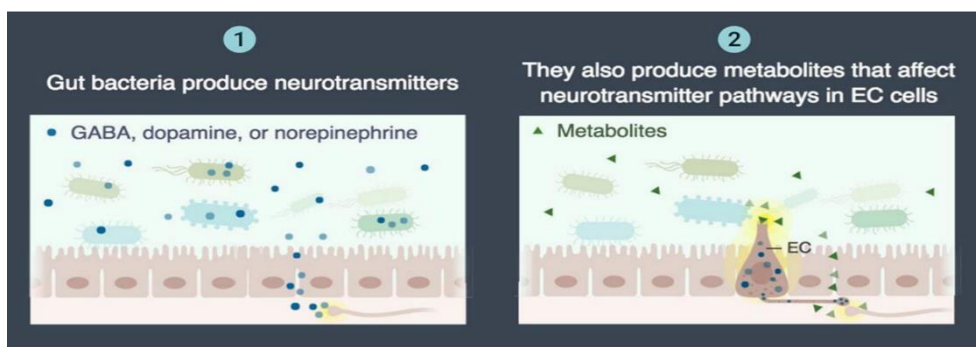 1
Gut bacteria produce neurotransmitters
GABA, dopamine, or norepinephrine
2
They also produce metabolites that affect
neurotransmitter pathways in EC cells
Metabolites
EC